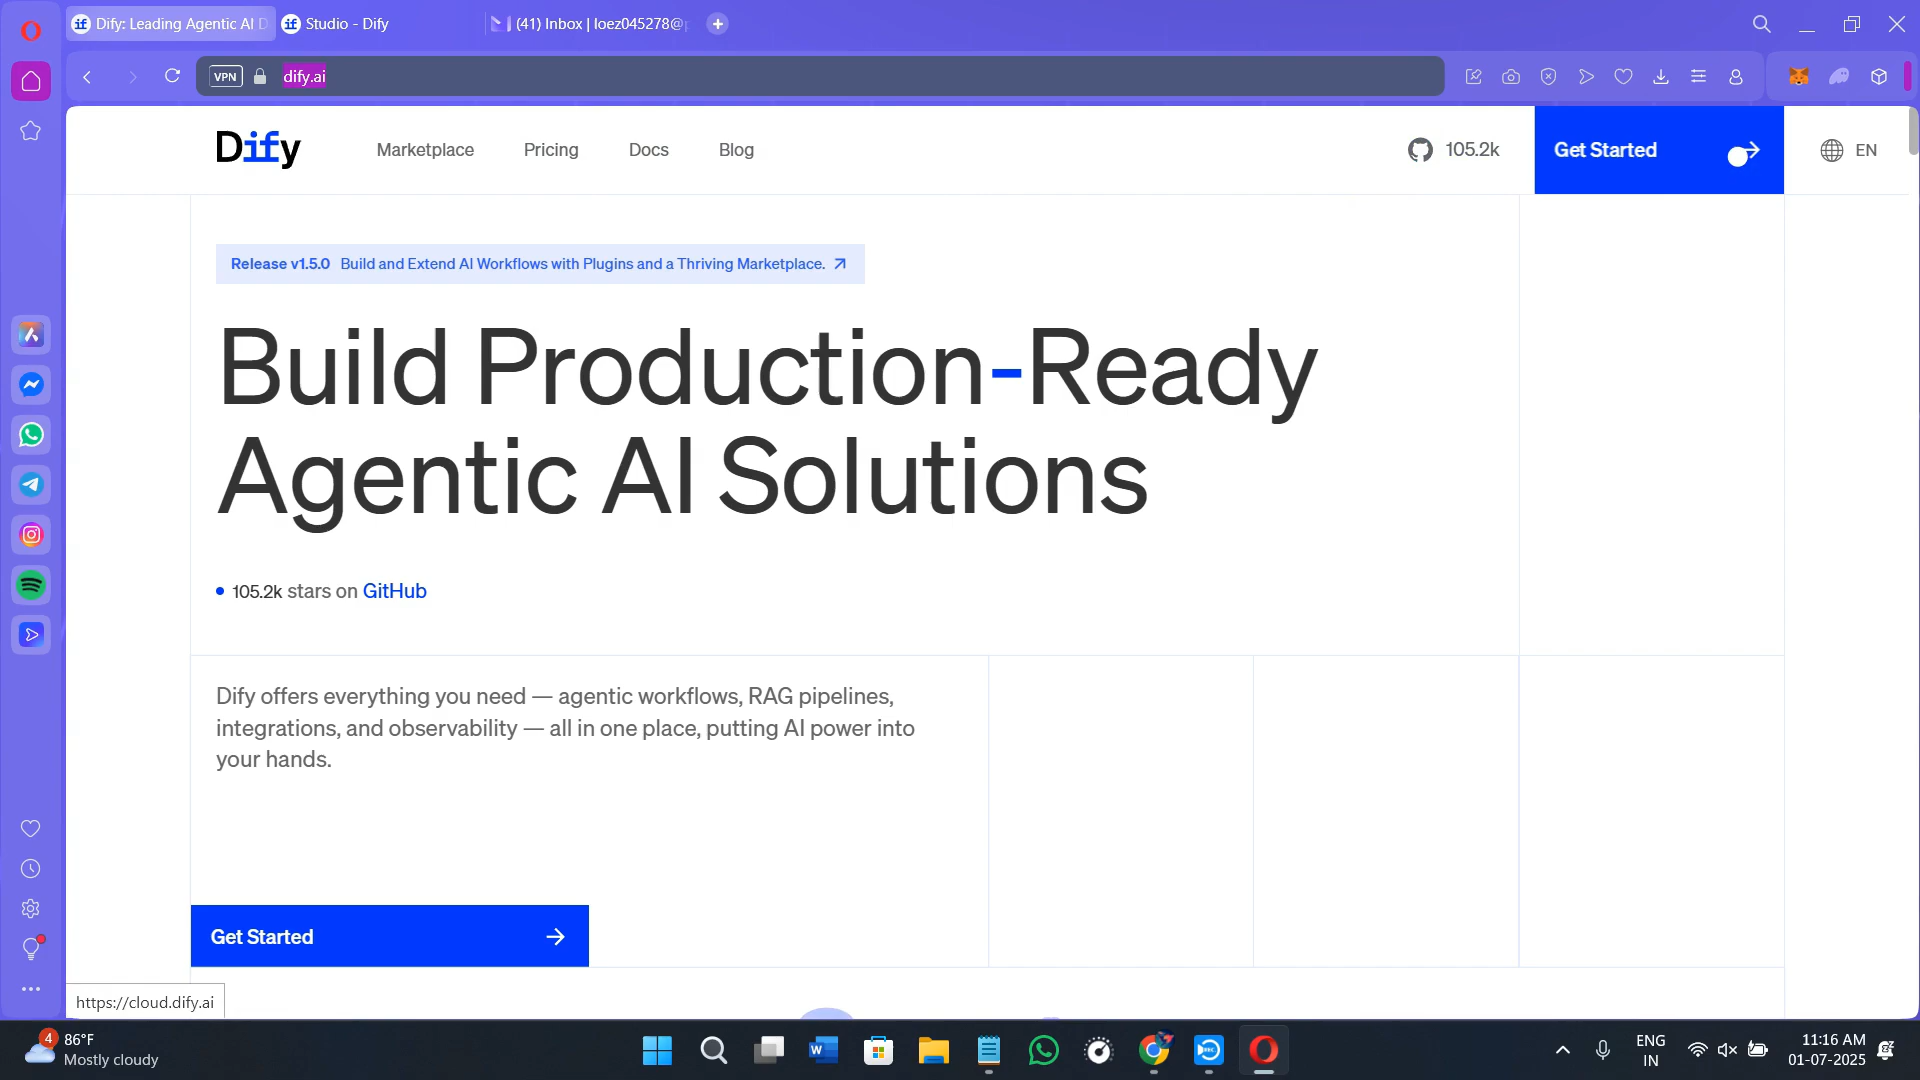 Dify: Leading Agentic AI D
Studio - Dify
(41) Inbox | loez045278@
VPN
dify.ai
Dify
Marketplace
Pricing
Docs
Blog
105.2k
Get Started
EN
Release v1.5.0 Build and Extend AI Workflows with Plugins and a Thriving Marketplace.
Build Production-Ready
Agentic AI Solutions
105.2k stars on GitHub
Dify offers everything you need — agentic workflows, RAG pipelines,
integrations, and observability — all in one place, putting AI power into
your hands.
Get Started
https://cloud.dify.ai
4
86°F
Mostly cloudy
ENG
IN
11:16 AM
01-07-2025